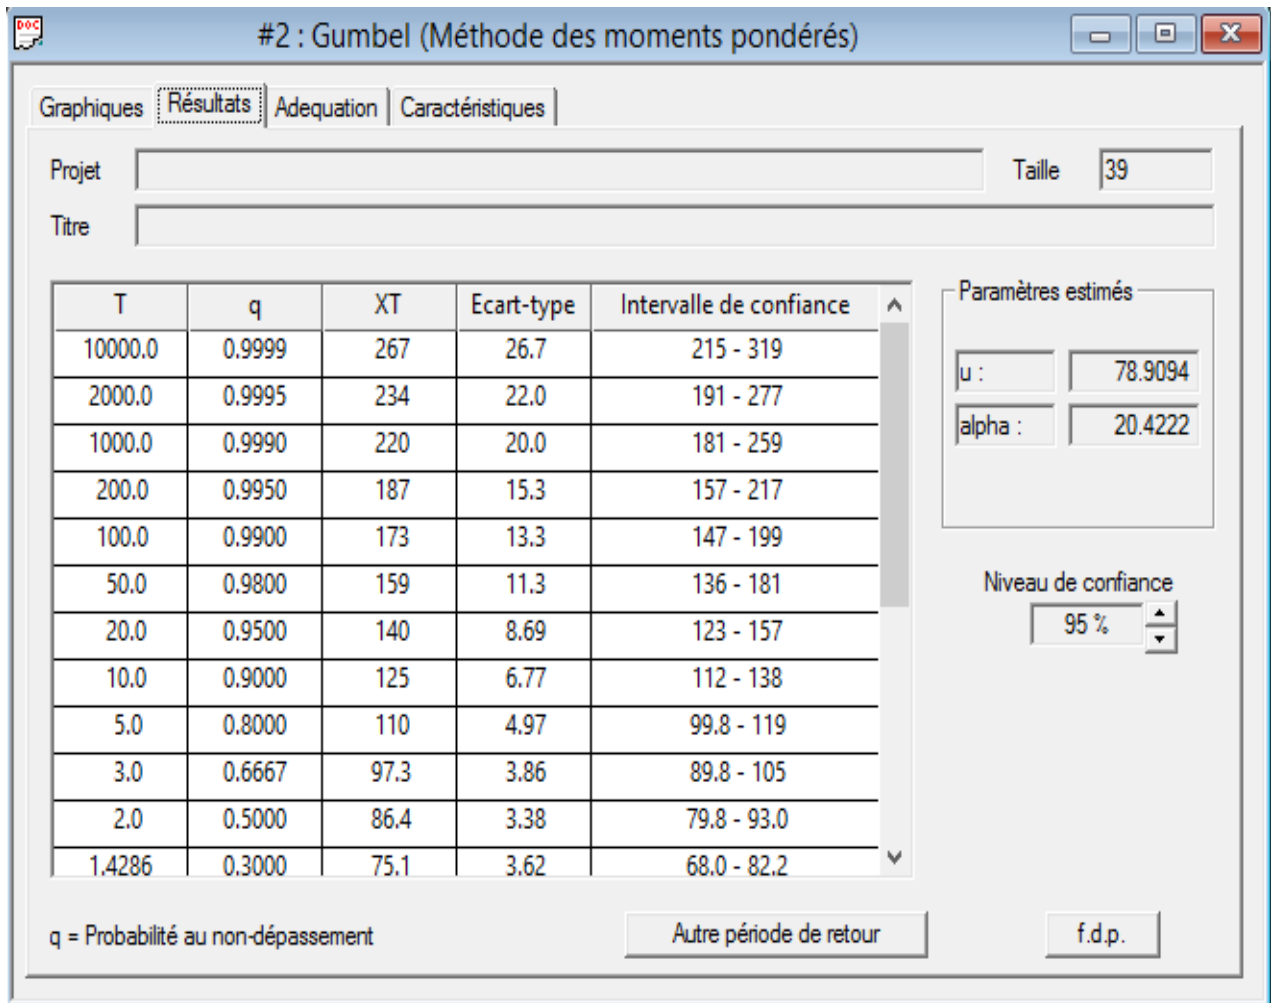 DOC
#2 : Gumbel (Méthode des moments pondérés)
Graphiques Résultats Adequation Caractéristiques
Projet Taille 39
Titre
T q XT Ecart-type Intervalle de confiance
10000.0 0.9999 267 26.7 215 - 319
2000.0 0.9995 234 22.0 191 - 277
1000.0 0.9990 220 20.0 181 - 259
200.0 0.9950 187 15.3 157 - 217
100.0 0.9900 173 13.3 147 - 199
50.0 0.9800 159 11.3 136 - 181
20.0 0.9500 140 8.69 123 - 157
10.0 0.9000 125 6.77 112 - 138
5.0 0.8000 110 4.97 99.8 - 119
3.0 0.6667 97.3 3.86 89.8 - 105
2.0 0.5000 86.4 3.38 79.8 - 93.0
1.4286 0.3000 75.1 3.62 68.0 - 82.2
Paramètres estimés
u : 78.9094
alpha : 20.4222
Niveau de confiance
95 %
q = Probabilité au non-dépassement
Autre période de retour
f.d.p.